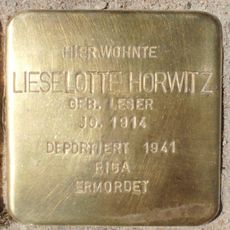 HIER WOHNTE
LIESELOTTE HORWITZ
GEB. LESER
JG. 1914
DEPORTIERT 1941
RIGA
ERMORDET